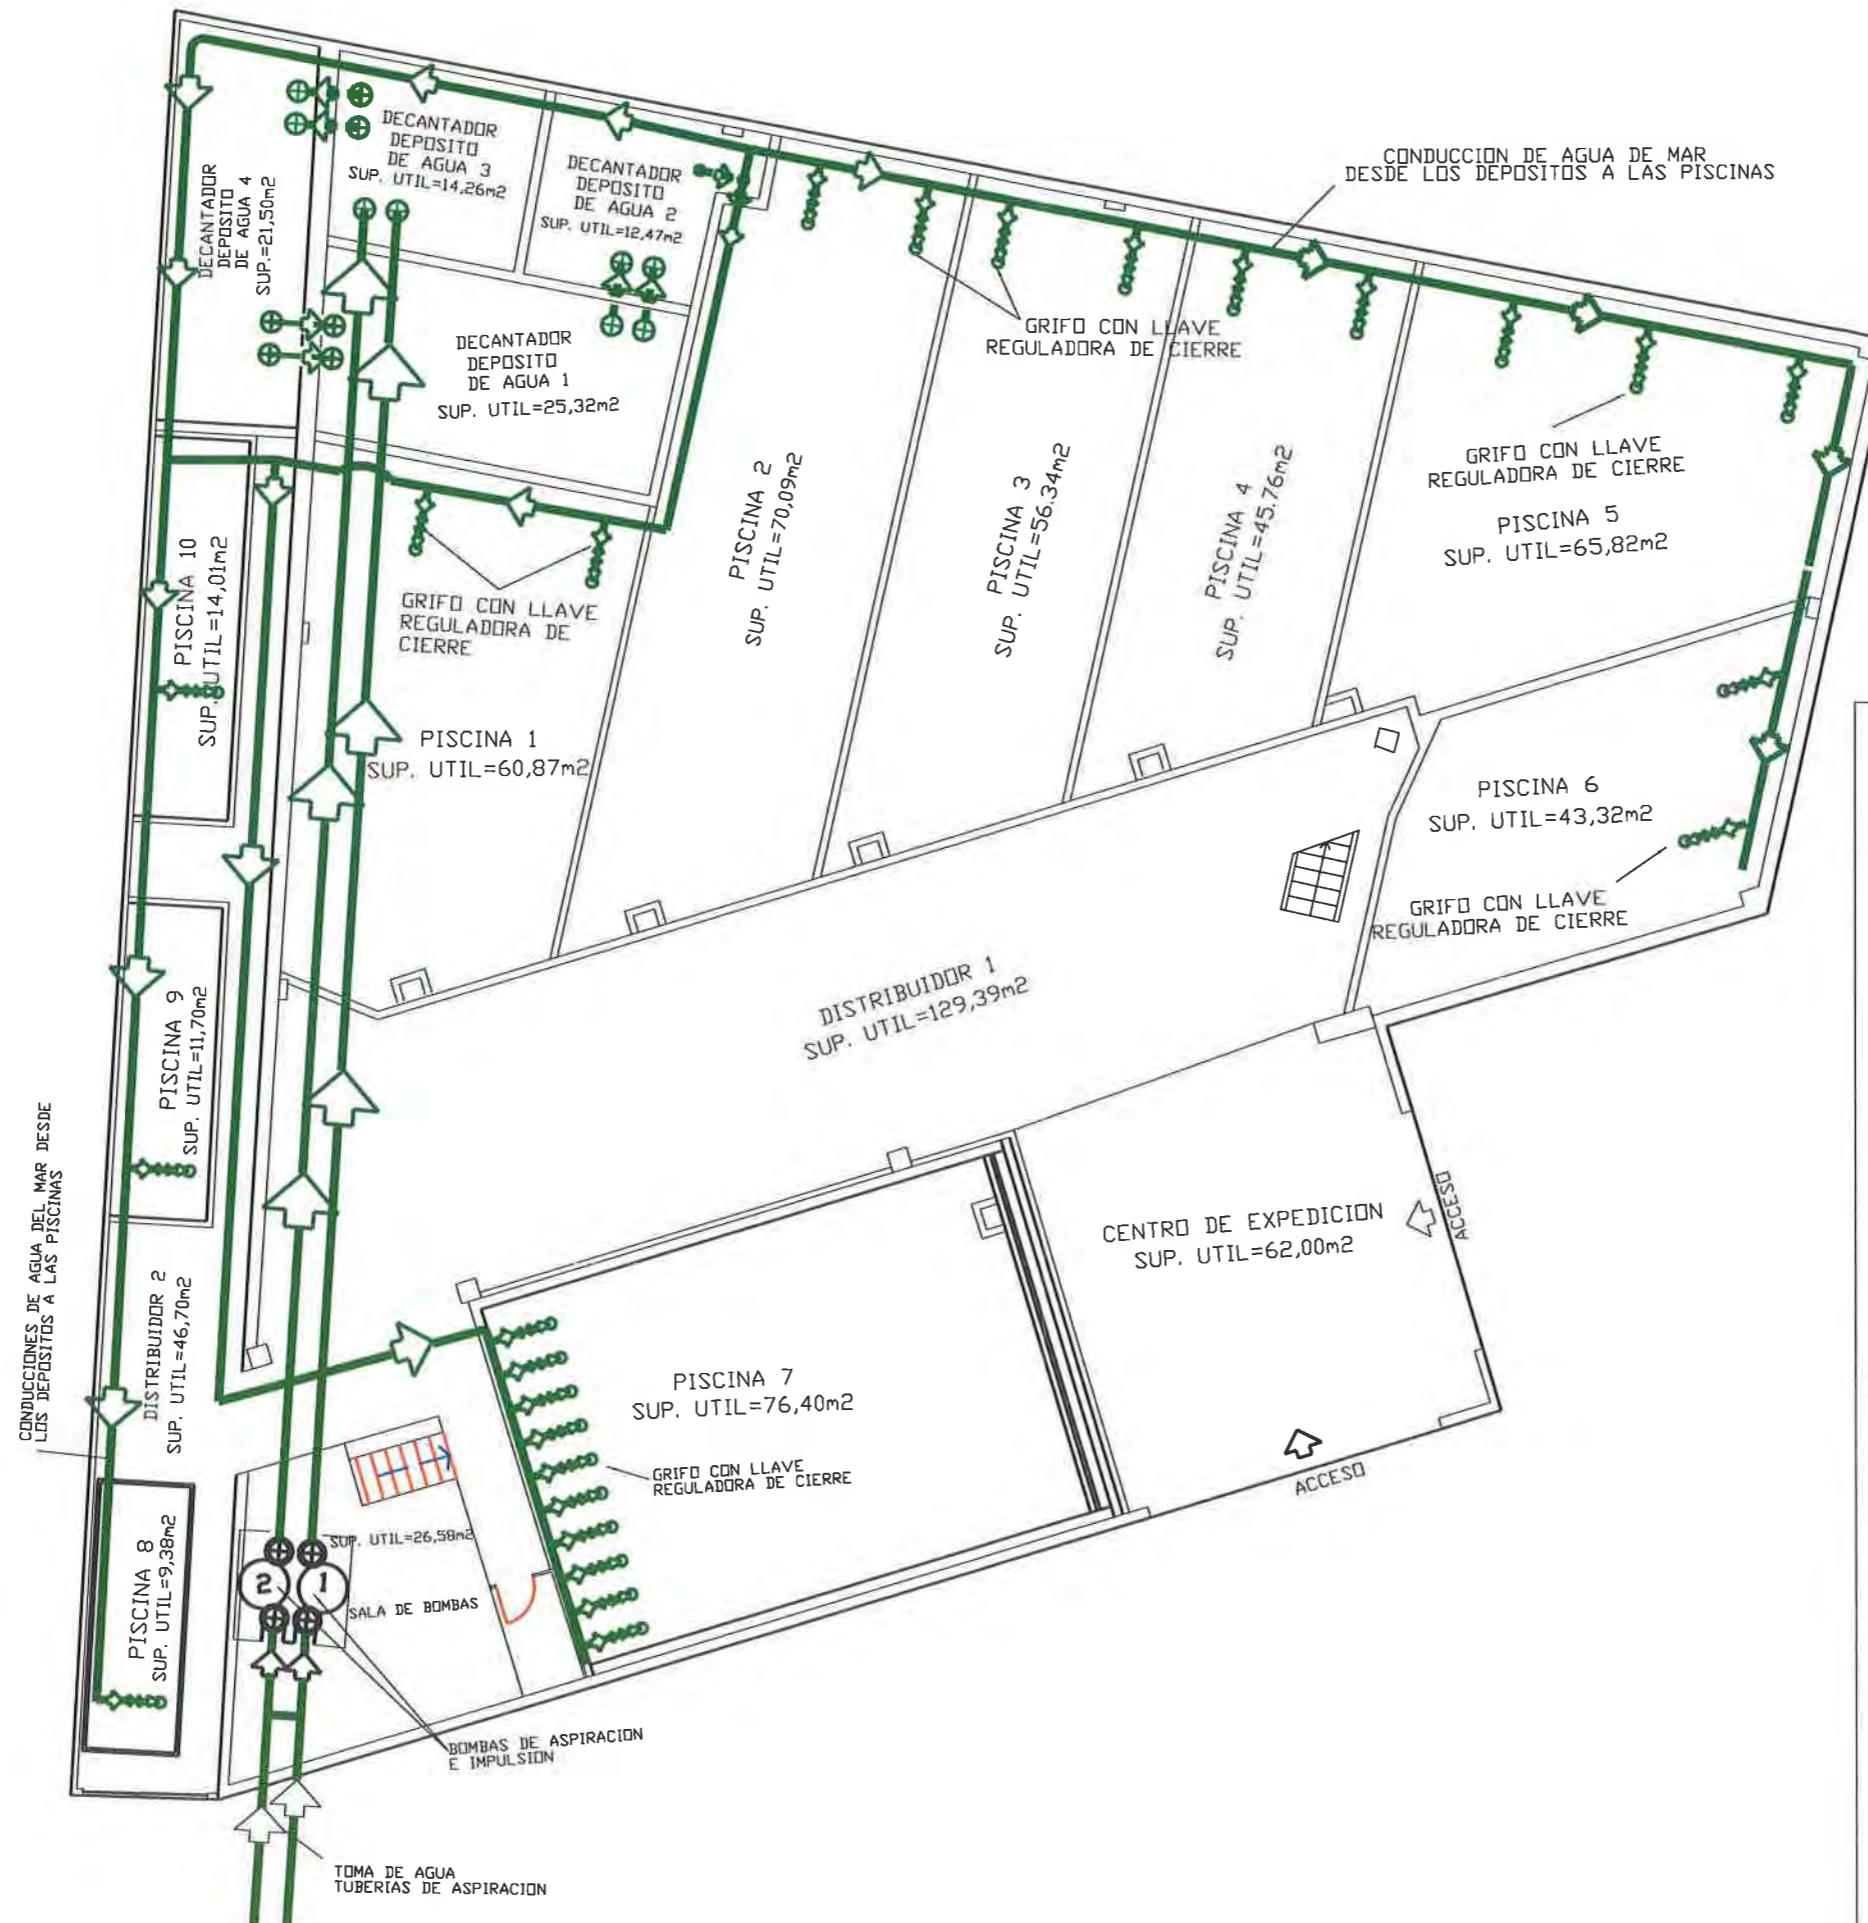 CONDUCCION DE AGUA DE MAR
DESDE LOS DEPOSITOS A LAS PISCINAS
DECANTADOR
DEPOSITO
DE AGUA 3
SUP. UTIL=14,26m2
DECANTADOR
DEPOSITO
DE AGUA 2
SUP. UTIL=12,47m2
DECANTADOR
DEPOSITO
DE AGUA 4
SUP.=21,50m2
DECANTADOR
DEPOSITO
DE AGUA 1
SUP. UTIL=25,32m2
GRIFO CON LLAVE
REGULADORA DE CIERRE
GRIFO CON LLAVE
REGULADORA DE CIERRE
PISCINA 2
SUP. UTIL=70,09m2
PISCINA 3
SUP. UTIL=56.34m2
PISCINA 4
SUP. UTIL=45.76m2
PISCINA 5
SUP. UTIL=65,82m2
PISCINA 10
SUP. UTIL=14,01m2
GRIFO CON LLAVE
REGULADORA DE
CIERRE
PISCINA 1
SUP. UTIL=60,87m2
PISCINA 6
SUP. UTIL=43,32m2
GRIFO CON LLAVE
REGULADORA DE CIERRE
PISCINA 9
SUP. UTIL=11,70m2
DISTRIBUIDOR 1
SUP. UTIL=129,39m2
CONDUCCIONES DE AGUA DEL MAR DESDE
LOS DEPOSITOS A LAS PISCINAS
CENTRO DE EXPEDICION
SUP. UTIL=62,00m2
ACCESO
DISTRIBUIDOR 2
SUP. UTIL=46,70m2
PISCINA 7
SUP. UTIL=76,40m2
GRIFO CON LLAVE
REGULADORA DE CIERRE
ACCESO
PISCINA 8
SUP. UTIL=9,38m2
SUP. UTIL=26,58m2
2
1
SALA DE BOMBAS
BOMBAS DE ASPIRACION
E IMPULSION
TOMA DE AGUA
TUBERIAS DE ASPIRACION